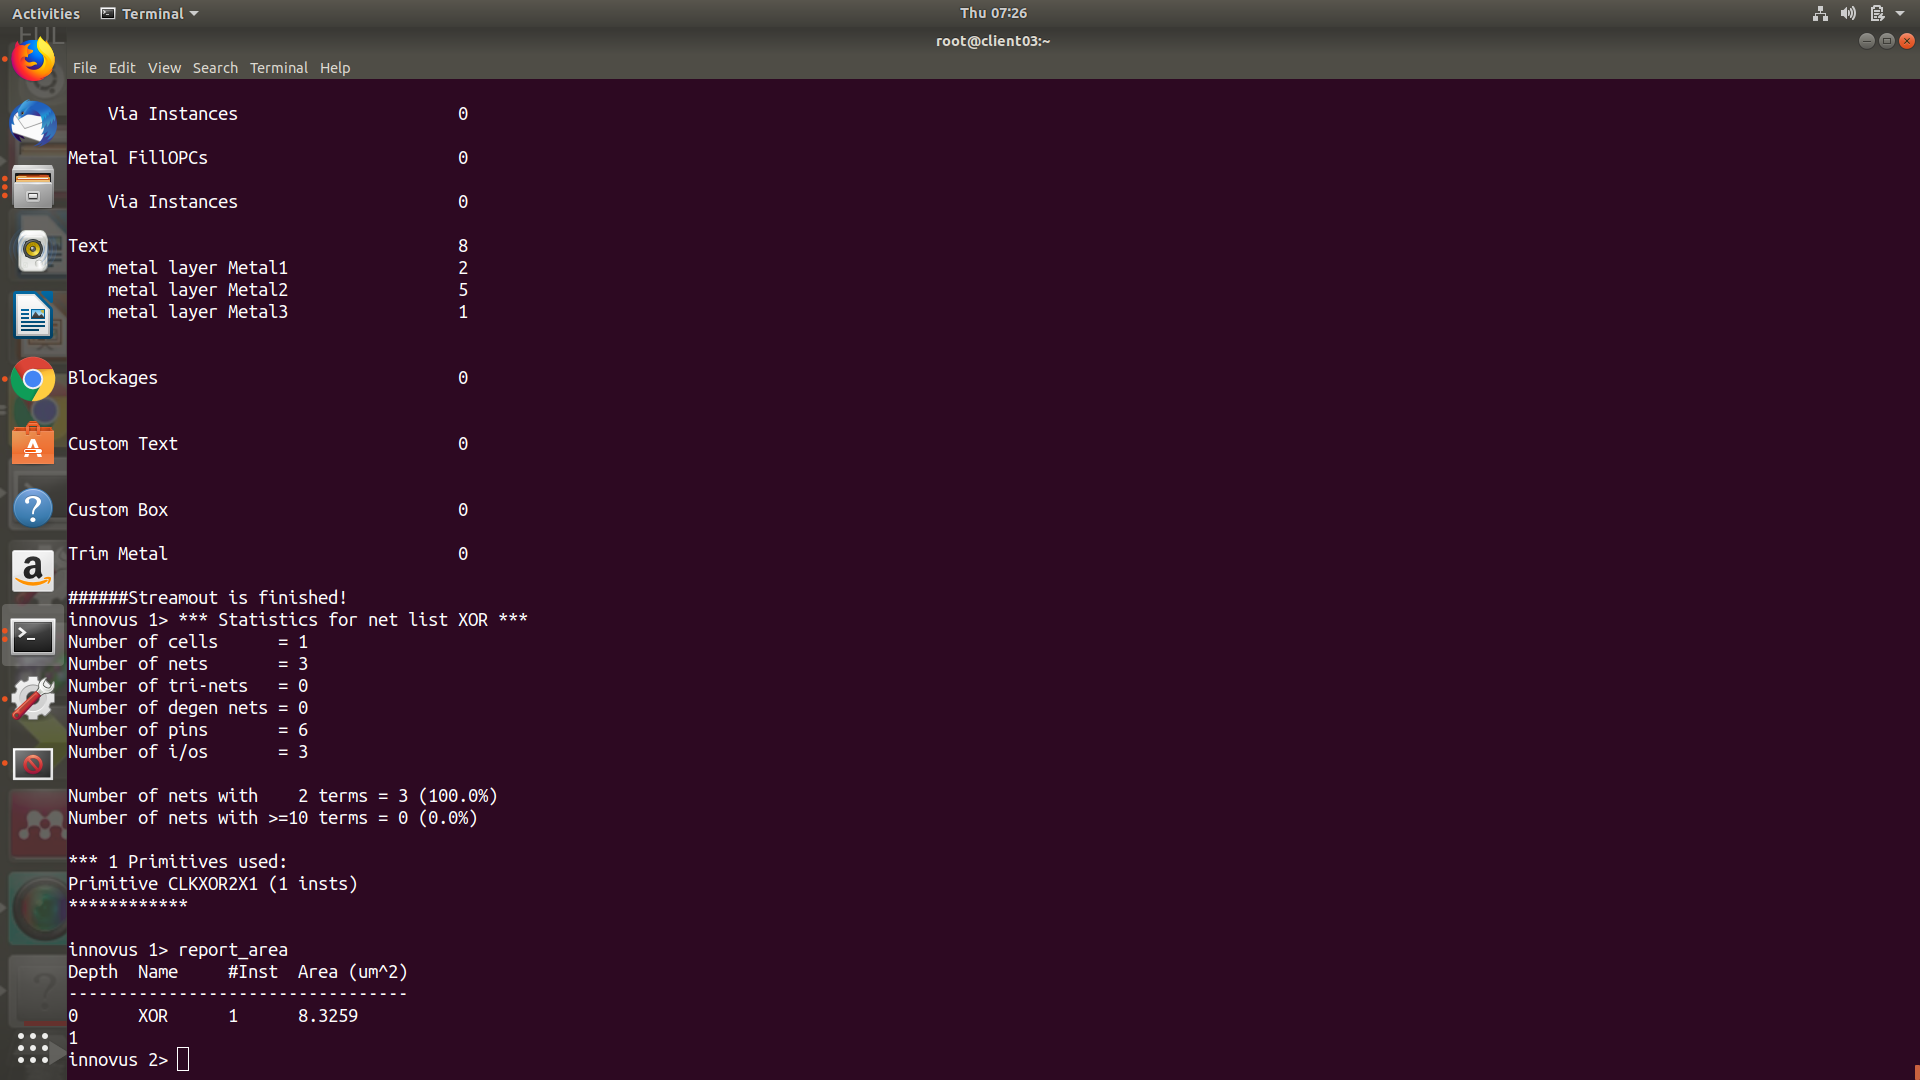 Activities Terminal Thu 07:26
root@client03:~
File Edit View Search Terminal Help
Via Instances 0
Metal FillOPCs 0
Via Instances 0
Text 8
metal layer Metal1 2
metal layer Metal2 5
metal layer Metal3 1
Blockages 0
Custom Text 0
Custom Box 0
Trim Metal 0
######Streamout is finished!
innovus 1> *** Statistics for net list XOR ***
Number of cells = 1
Number of nets = 3
Number of tri-nets = 0
Number of degen nets = 0
Number of pins = 6
Number of i/os = 3
Number of nets with 2 terms = 3 (100.0%)
Number of nets with >=10 terms = 0 (0.0%)
*** 1 Primitives used:
Primitive CLKXOR2X1 (1 insts)
************
innovus 1> report_area
Depth Name #Inst Area (um^2)
----------------------------------
0 XOR 1 8.3259
1
innovus 2>